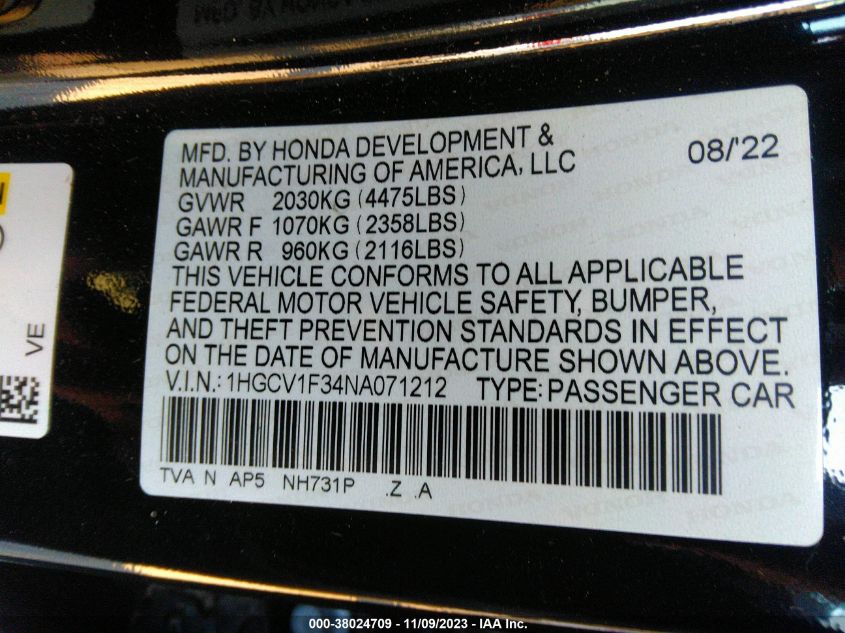 MFD. BY HONDA DEVELOPMENT &
MANUFACTURING OF AMERICA, LLC
08/'22
GVWR 2030KG (4475LBS)
GAWR F 1070KG (2358LBS)
GAWR R 960KG (2116LBS)
THIS VEHICLE CONFORMS TO ALL APPLICABLE
FEDERAL MOTOR VEHICLE SAFETY, BUMPER,
AND THEFT PREVENTION STANDARDS IN EFFECT
ON THE DATE OF MANUFACTURE SHOWN ABOVE.
V.I.N.: 1HGCV1F34NA071212 TYPE: PASSENGER CAR
TVA N AP5 NH731P .Z .A
VE
HONDA
HONDA
000-38024709 - 11/09/2023 - IAA Inc.